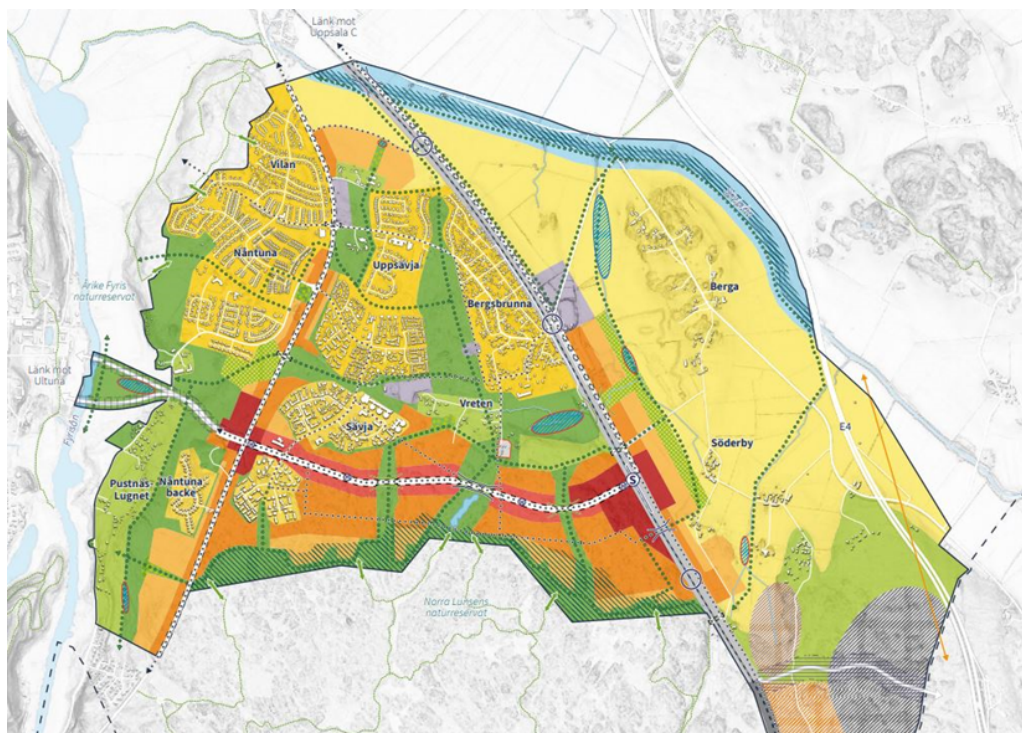 Länk mot
Uppsala C
Vilan
Nåntuna
Uppsävja
Bergsbrunna
Berga
Årike Fyris
naturreservat
Länk mot
Ultuna
Fyrisån
Vreten
Sävja
E4
Söderby
Pustnäs-
Lugnet
Nåntuna-
backe
S
Norra Lunsens
naturreservat